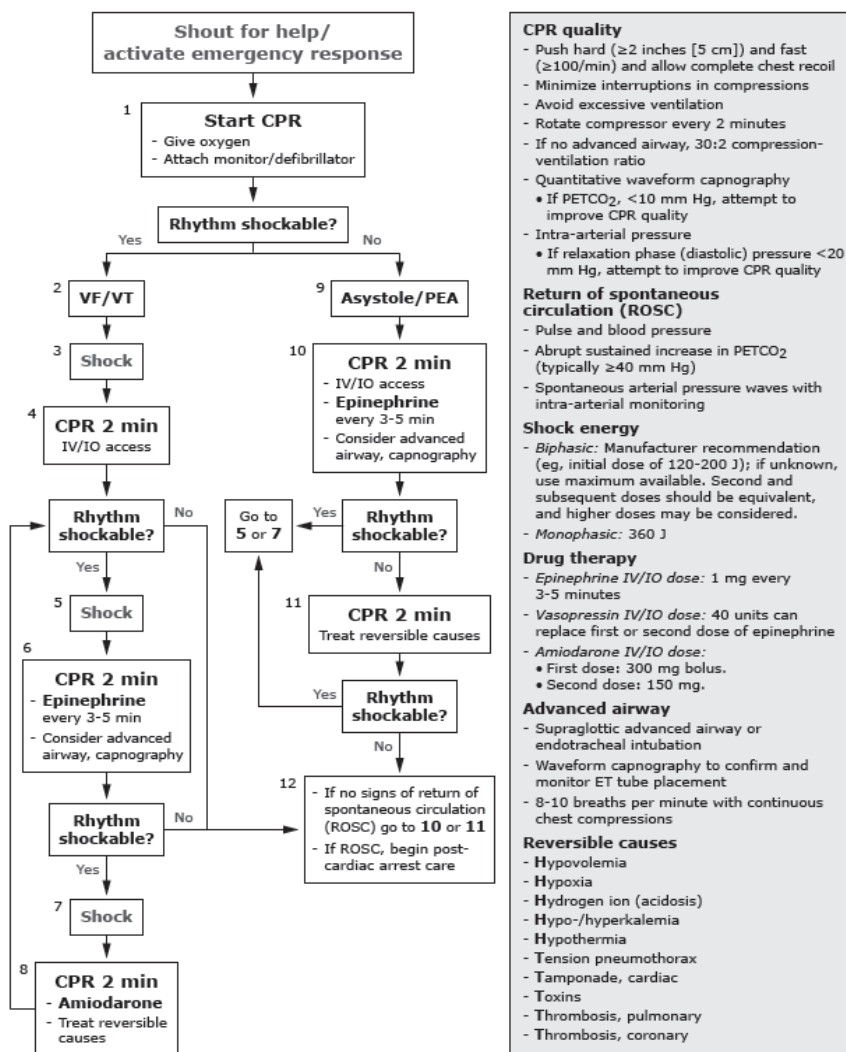 Shout for help/
activate emergency response
1
Start CPR
- Give oxygen
- Attach monitor/defibrillator
Rhythm shockable?
Yes
No
2
VF/VT
3
Shock
4
CPR 2 min
IV/IO access
Rhythm
shockable?
No
Yes
5
Shock
6
CPR 2 min
- Epinephrine
every 3-5 min
- Consider advanced
airway, capnography
Rhythm
shockable?
No
Yes
7
Shock
8
CPR 2 min
- Amiodarone
- Treat reversible
causes
9
Asystole/PEA
10
CPR 2 min
- IV/IO access
- Epinephrine
every 3-5 min
- Consider advanced
airway, capnography
Rhythm
shockable?
Yes
Go to
5 or 7
No
11
CPR 2 min
Treat reversible causes
Rhythm
shockable?
Yes
No
12
- If no signs of return of
spontaneous circulation
(ROSC) go to 10 or 11
- If ROSC, begin post-
cardiac arrest care
CPR quality
- Push hard (≥2 inches [5 cm]) and fast
(≥100/min) and allow complete chest recoil
- Minimize interruptions in compressions
- Avoid excessive ventilation
- Rotate compressor every 2 minutes
- If no advanced airway, 30:2 compression-
ventilation ratio
- Quantitative waveform capnography
• If PETCO₂, <10 mm Hg, attempt to
improve CPR quality
- Intra-arterial pressure
• If relaxation phase (diastolic) pressure <20
mm Hg, attempt to improve CPR quality
Return of spontaneous
circulation (ROSC)
- Pulse and blood pressure
- Abrupt sustained increase in PETCO₂
(typically ≥40 mm Hg)
- Spontaneous arterial pressure waves with
intra-arterial monitoring
Shock energy
- Biphasic: Manufacturer recommendation
(eg, initial dose of 120-200 J); if unknown,
use maximum available. Second and
subsequent doses should be equivalent,
and higher doses may be considered.
- Monophasic: 360 J
Drug therapy
- Epinephrine IV/IO dose: 1 mg every
3-5 minutes
- Vasopressin IV/IO dose: 40 units can
replace first or second dose of epinephrine
- Amiodarone IV/IO dose:
• First dose: 300 mg bolus.
• Second dose: 150 mg.
Advanced airway
- Supraglottic advanced airway or
endotracheal intubation
- Waveform capnography to confirm and
monitor ET tube placement
- 8-10 breaths per minute with continuous
chest compressions
Reversible causes
- Hypovolemia
- Hypoxia
- Hydrogen ion (acidosis)
- Hypo-/hyperkalemia
- Hypothermia
- Tension pneumothorax
- Tamponade, cardiac
- Toxins
- Thrombosis, pulmonary
- Thrombosis, coronary